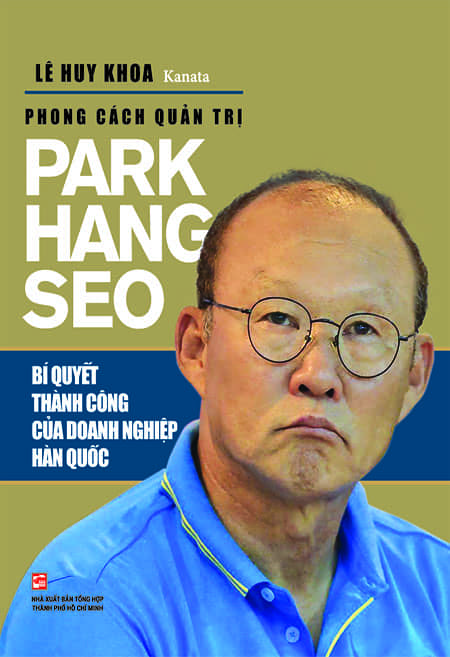 LÊ HUY KHOA Kanata
PHONG CÁCH QUẢN TRỊ
PARK
HANG
SEO
BÍ QUYẾT
THÀNH CÔNG
CỦA DOANH NGHIỆP
HÀN QUỐC
NHÀ XUẤT BẢN TỔNG HỢP
THÀNH PHỐ HỒ CHÍ MINH